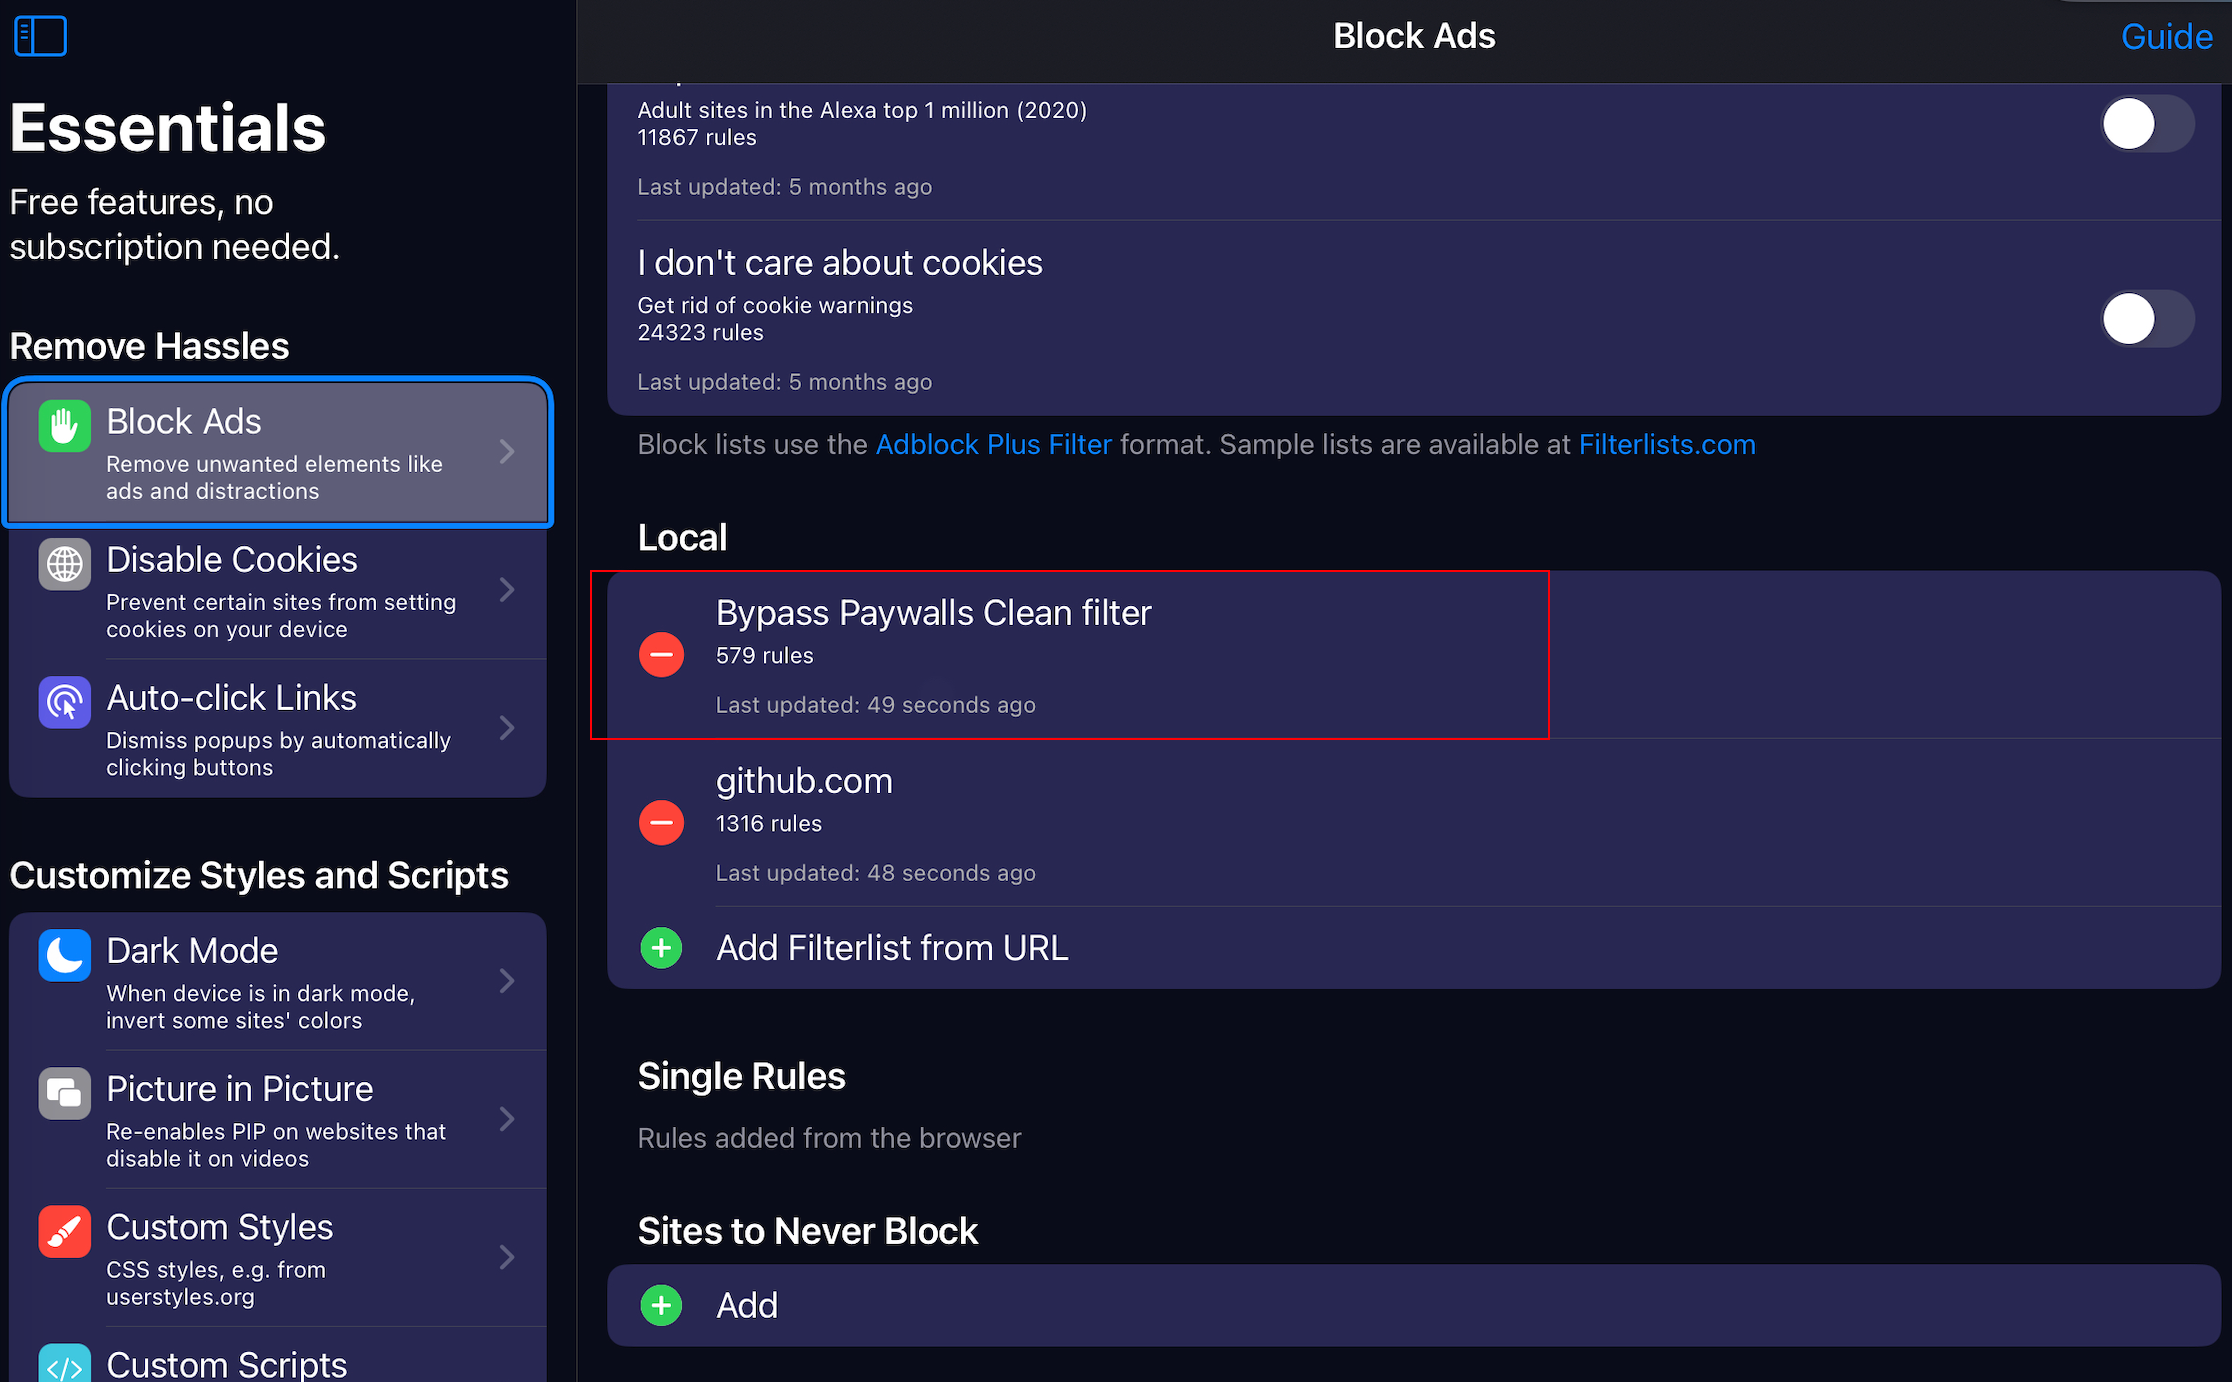 Essentials
Free features, no
subscription needed.
Remove Hassles
Block Ads
Remove unwanted elements like
ads and distractions
Disable Cookies
Prevent certain sites from setting
cookies on your device
Auto-click Links
Dismiss popups by automatically
clicking buttons
Customize Styles and Scripts
Dark Mode
When device is in dark mode,
invert some sites' colors
Picture in Picture
Re-enables PIP on websites that
disable it on videos
Custom Styles
CSS styles, e.g. from
userstyles.org
Custom Scripts
Block Ads
Guide
Adult sites in the Alexa top 1 million (2020)
11867 rules
Last updated: 5 months ago
I don't care about cookies
Get rid of cookie warnings
24323 rules
Last updated: 5 months ago
Block lists use the Adblock Plus Filter format. Sample lists are available at Filterlists.com
Local
Bypass Paywalls Clean filter
579 rules
Last updated: 49 seconds ago
github.com
1316 rules
Last updated: 48 seconds ago
Add Filterlist from URL
Single Rules
Rules added from the browser
Sites to Never Block
Add